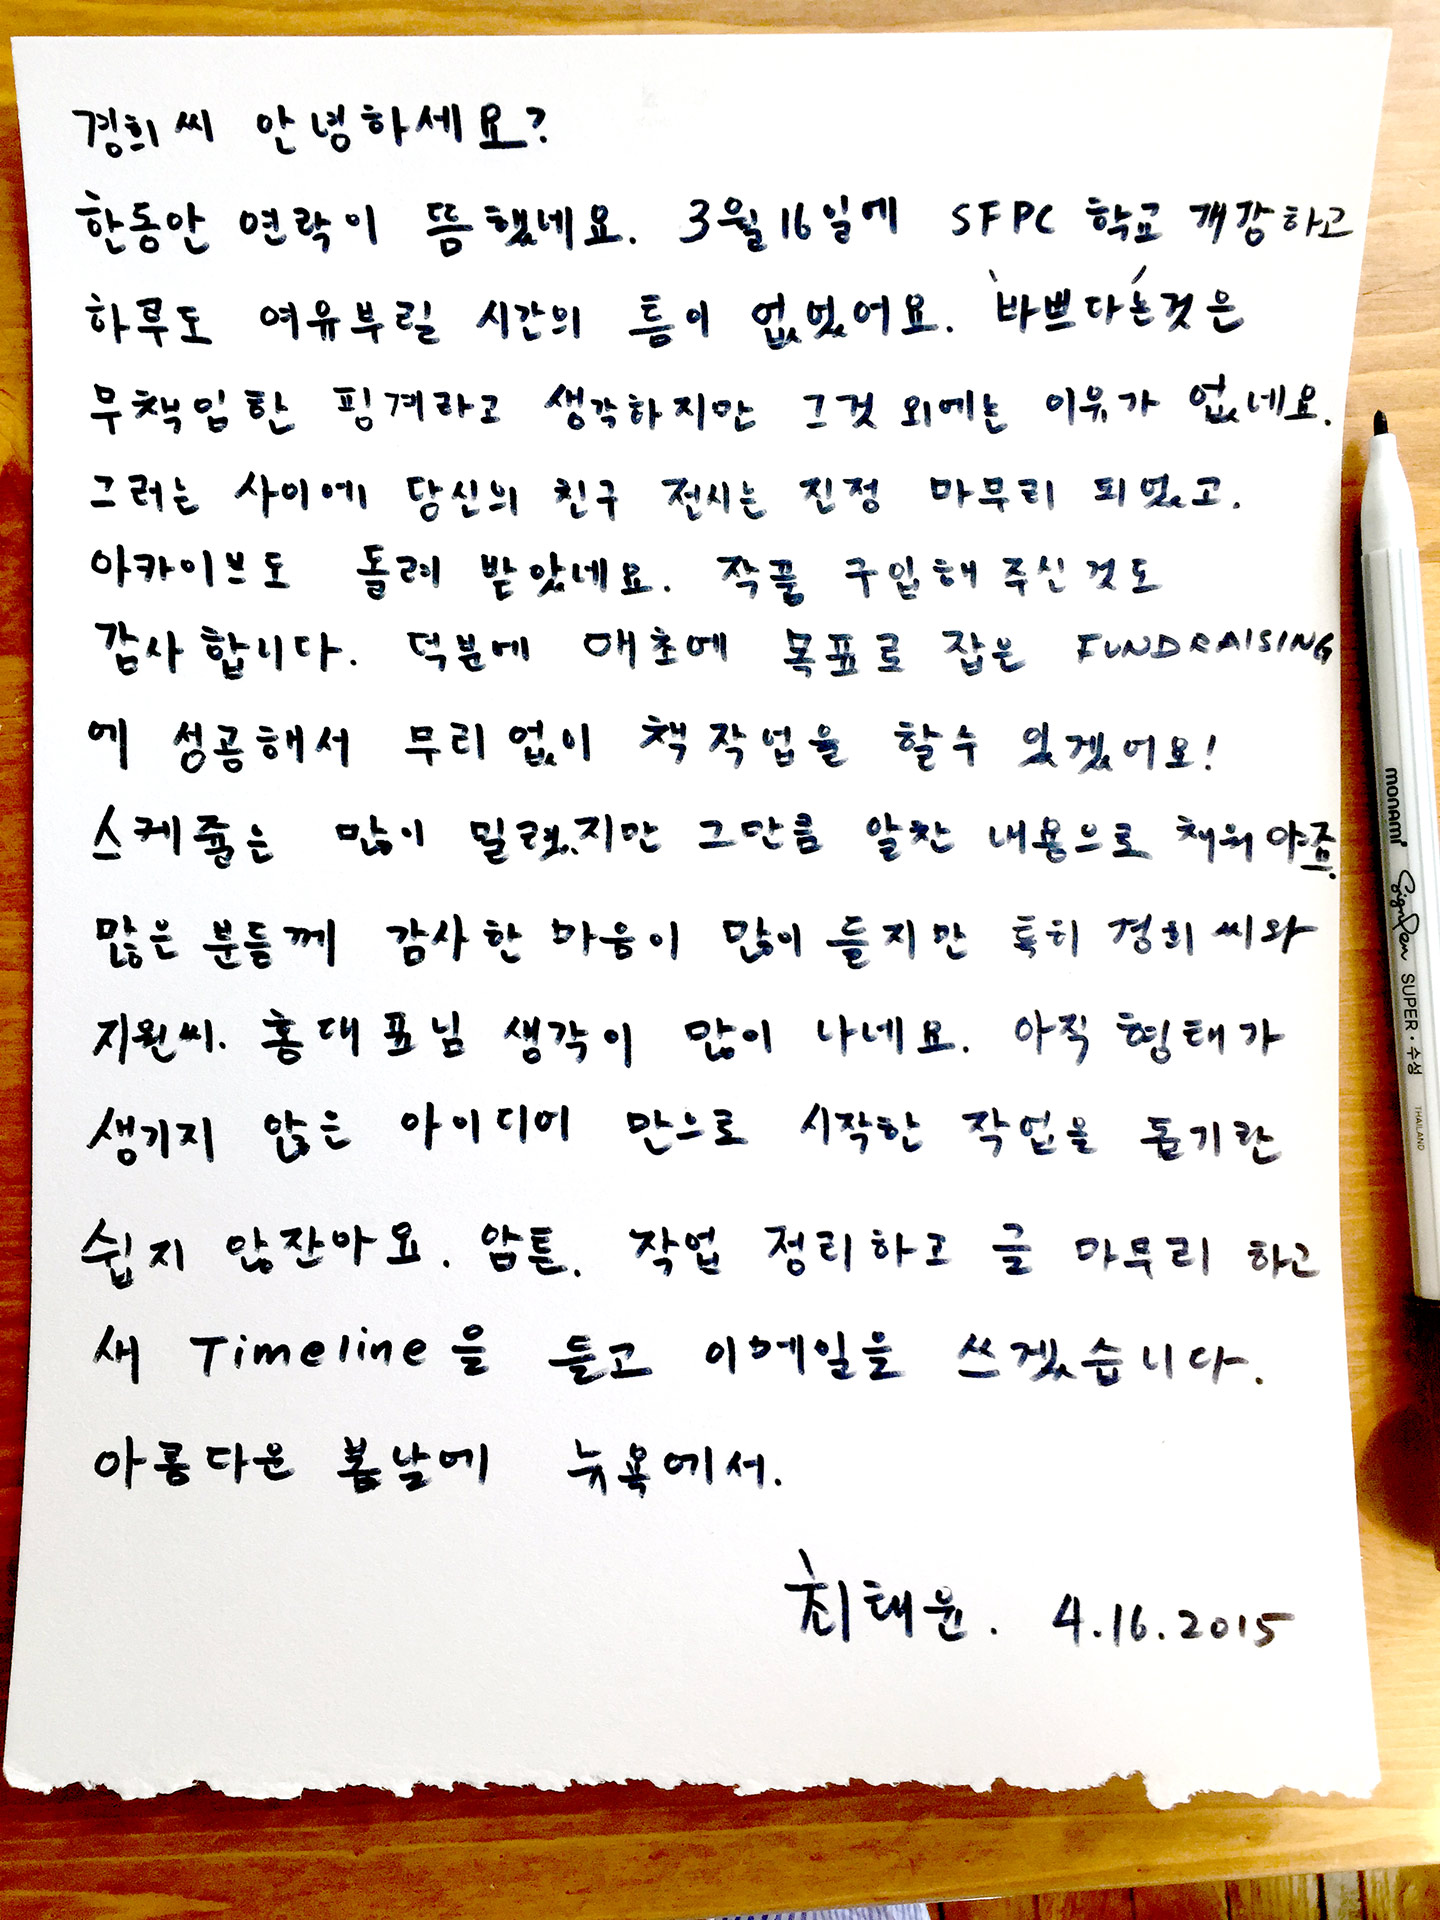 경희씨 안녕하세요?
한동안 연락이 뜸했네요. 3월16일에 SFPC 학교 개강하고
하루도 여유부릴 시간의 틈이 없었어요. '바쁘다'는것은
무책임한 핑계라고 생각하지만 그것 외에는 이유가 없네요.
그러는 사이에 당신의 친구 전시는 진정 마무리 되었고.
아카이브도 돌려 받았네요. 작품 구입해 주신것도
감사합니다. 덕분에 애초에 목표로 잡은 FUNDRAISING
에 성공해서 무리없이 책작업을 할수 있겠어요!
스케쥴은 많이 밀렸지만 그만큼 알찬 내용으로 채워야죠.
많은 분들께 감사한 마음이 많이 들지만 특히 경희씨와
지원씨. 홍대표님 생각이 많이 나네요. 아직 형태가
생기지 않은 아이디어 만으로 시작한 작업을 돕기란
쉽지 않잖아요. 암튼. 작업 정리하고 글 마무리 하고
새 Timeline을 들고 이메일을 쓰겠습니다.
아름다운 봄날에 뉴욕에서.
최태윤. 4.16.2015
monami SignPen SUPER·수성 THAILAND